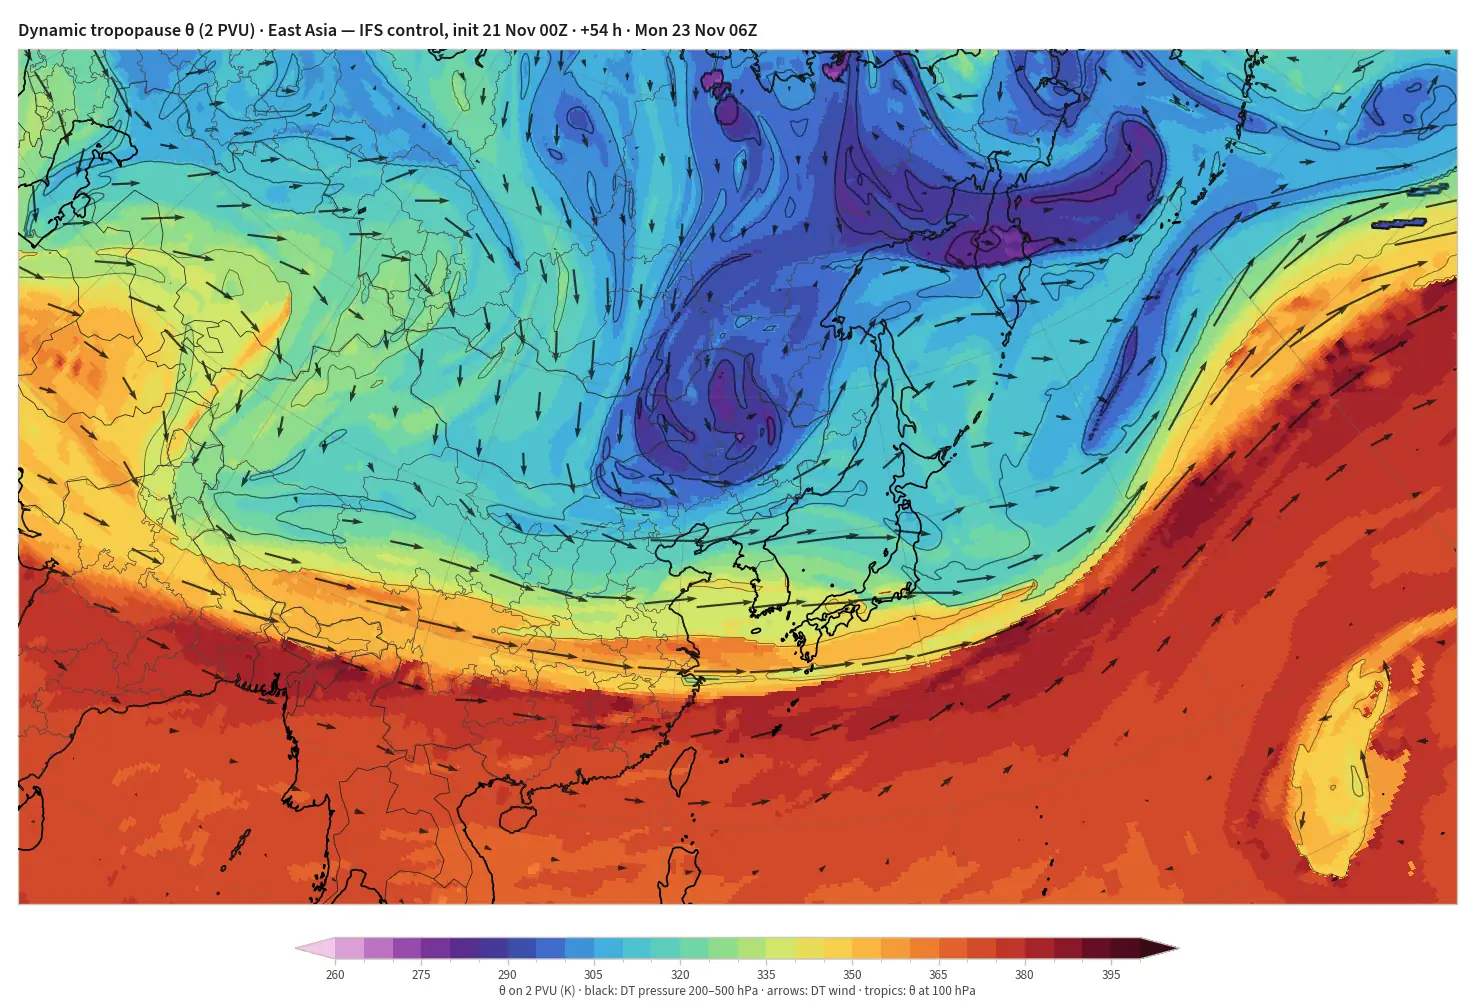 Dynamic tropopause θ (2 PVU) · East Asia — IFS control, init 21 Nov 00Z · +54 h · Mon 23 Nov 06Z
260 275 290 305 320 335 350 365 380 395
θ on 2 PVU (K) · black: DT pressure 200–500 hPa · arrows: DT wind · tropics: θ at 100 hPa